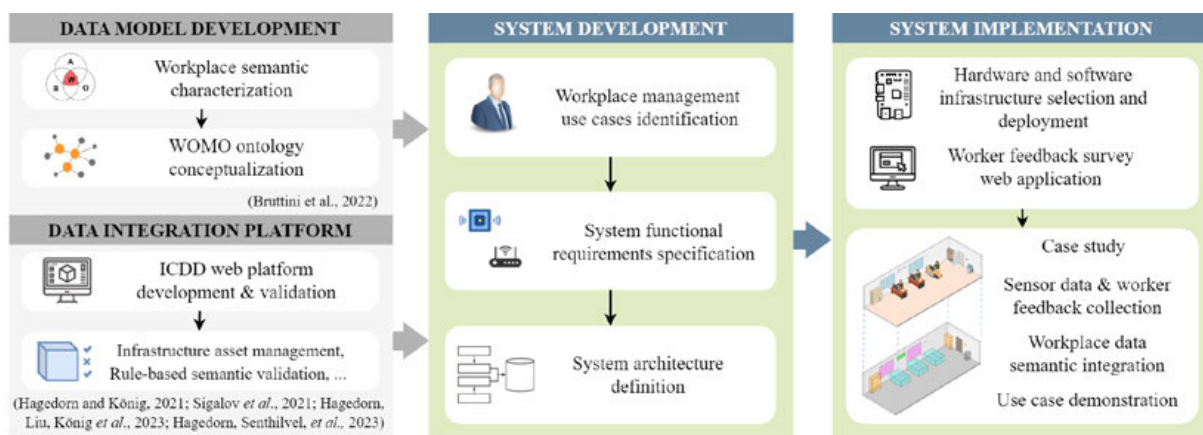 DATA MODEL DEVELOPMENT
Workplace semantic
characterization
WOMO ontology
conceptualization
(Bruttini et al., 2022)
DATA INTEGRATION PLATFORM
ICDD web platform
development & validation
Infrastructure asset management,
Rule-based semantic validation, ...
(Hagedorn and König, 2021; Sigalov et al., 2021; Hagedorn,
Liu, König et al., 2023; Hagedorn, Senthilvel, et al., 2023)
SYSTEM DEVELOPMENT
Workplace management
use cases identification
System functional
requirements specification
System architecture
definition
SYSTEM IMPLEMENTATION
Hardware and software
infrastructure selection and
deployment
Worker feedback survey
web application
Case study
Sensor data & worker
feedback collection
Workplace data
semantic integration
Use case demonstration